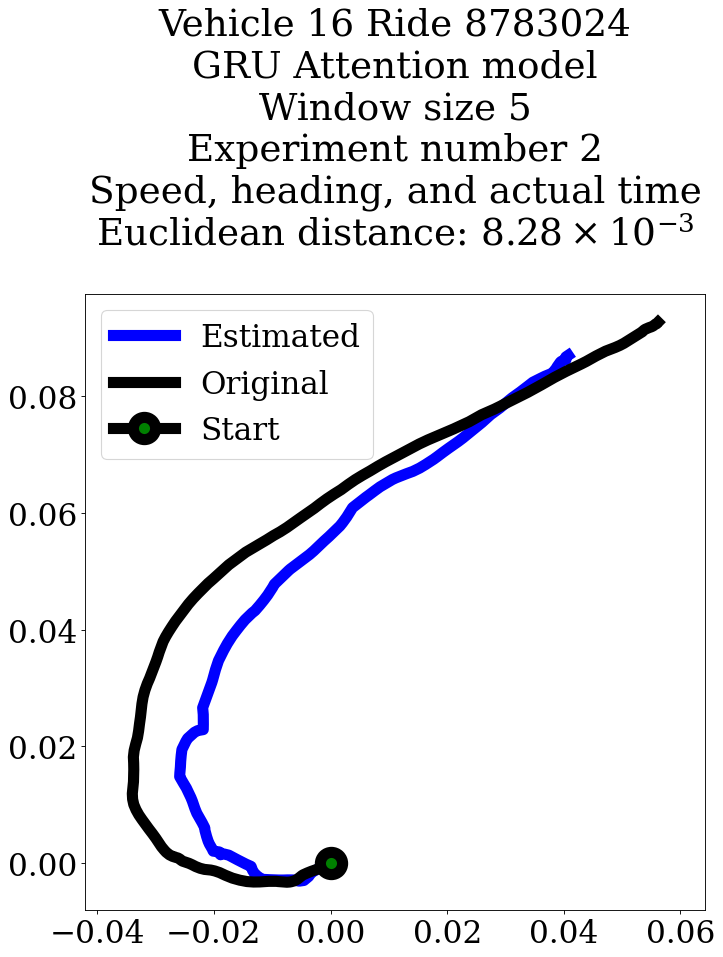 Vehicle 16 Ride 8783024
GRU Attention model
Window size 5
Experiment number 2
Speed, heading, and actual time
Euclidean distance: 8.28 × 10⁻³
Estimated
Original
Start
0.08
0.06
0.04
0.02
0.00
−0.04 −0.02 0.00 0.02 0.04 0.06